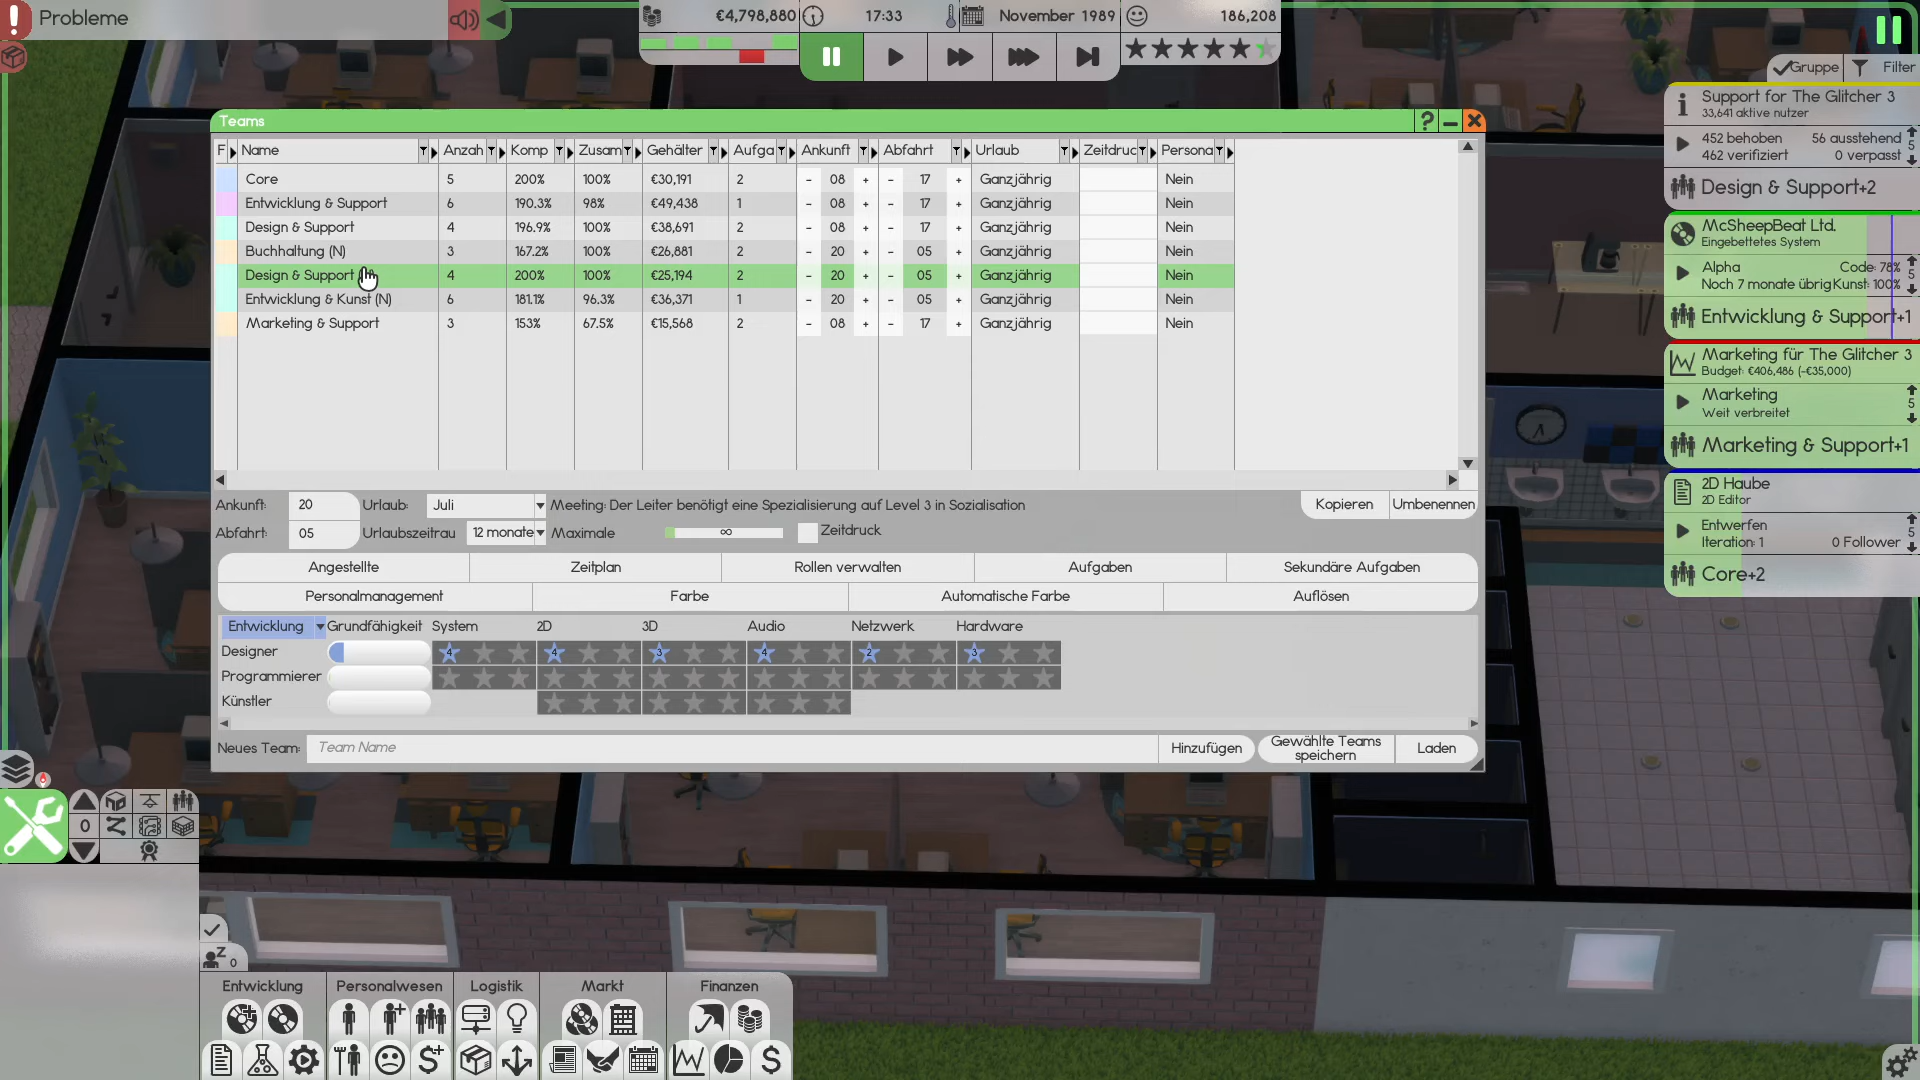 Probleme
€4,798,880
17:33
November 1989
186,208
Gruppe
Filter
Teams
?
F Name Anzah Komp Zusam Gehälter Aufga Ankunft Abfahrt Urlaub Zeitdruc Persona
Core 5 200% 100% €30,191 2 - 08 + - 17 + Ganzjährig Nein
Entwicklung & Support 6 190.3% 98% €49,438 1 - 08 + - 17 + Ganzjährig Nein
Design & Support 4 196.9% 100% €38,691 2 - 08 + - 17 + Ganzjährig Nein
Buchhaltung (N) 3 167.2% 100% €26,881 2 - 20 + - 05 + Ganzjährig Nein
Design & Support 4 200% 100% €25,194 2 - 20 + - 05 + Ganzjährig Nein
Entwicklung & Kunst (N) 6 181.1% 96.3% €36,371 1 - 20 + - 05 + Ganzjährig Nein
Marketing & Support 3 153% 67.5% €15,568 2 - 08 + - 17 + Ganzjährig Nein
Ankunft: 20 Urlaub: Juli Meeting: Der Leiter benötigt eine Spezialisierung auf Level 3 in Sozialisation Kopieren Umbenennen
Abfahrt: 05 Urlaubszeitrau 12 monate Maximale ∞ Zeitdruck
Angestellte Zeitplan Rollen verwalten Aufgaben Sekundäre Aufgaben
Personalmanagement Farbe Automatische Farbe Auflösen
Entwicklung Grundfähigkeit System 2D 3D Audio Netzwerk Hardware
Designer 4 4 3 4 2 3
Programmierer
Künstler
Neues Team: Team Name Hinzufügen Gewählte Teams speichern Laden
Support for The Glitcher 3
33,641 aktive nutzer
452 behoben 56 ausstehend
462 verifiziert 0 verpasst
5
Design & Support+2
McSheepBeat Ltd.
Eingebettetes System
Alpha Code: 78%
Noch 7 monate übrig Kunst: 100%
5
Entwicklung & Support+1
Marketing für The Glitcher 3
Budget: €406,486 (-€35,000)
Marketing
Weit verbreitet
5
Marketing & Support+1
2D Haube
2D Editor
Entwerfen
Iteration: 1 0 Follower
5
Core+2
0
z 0
Entwicklung Personalwesen Logistik Markt Finanzen